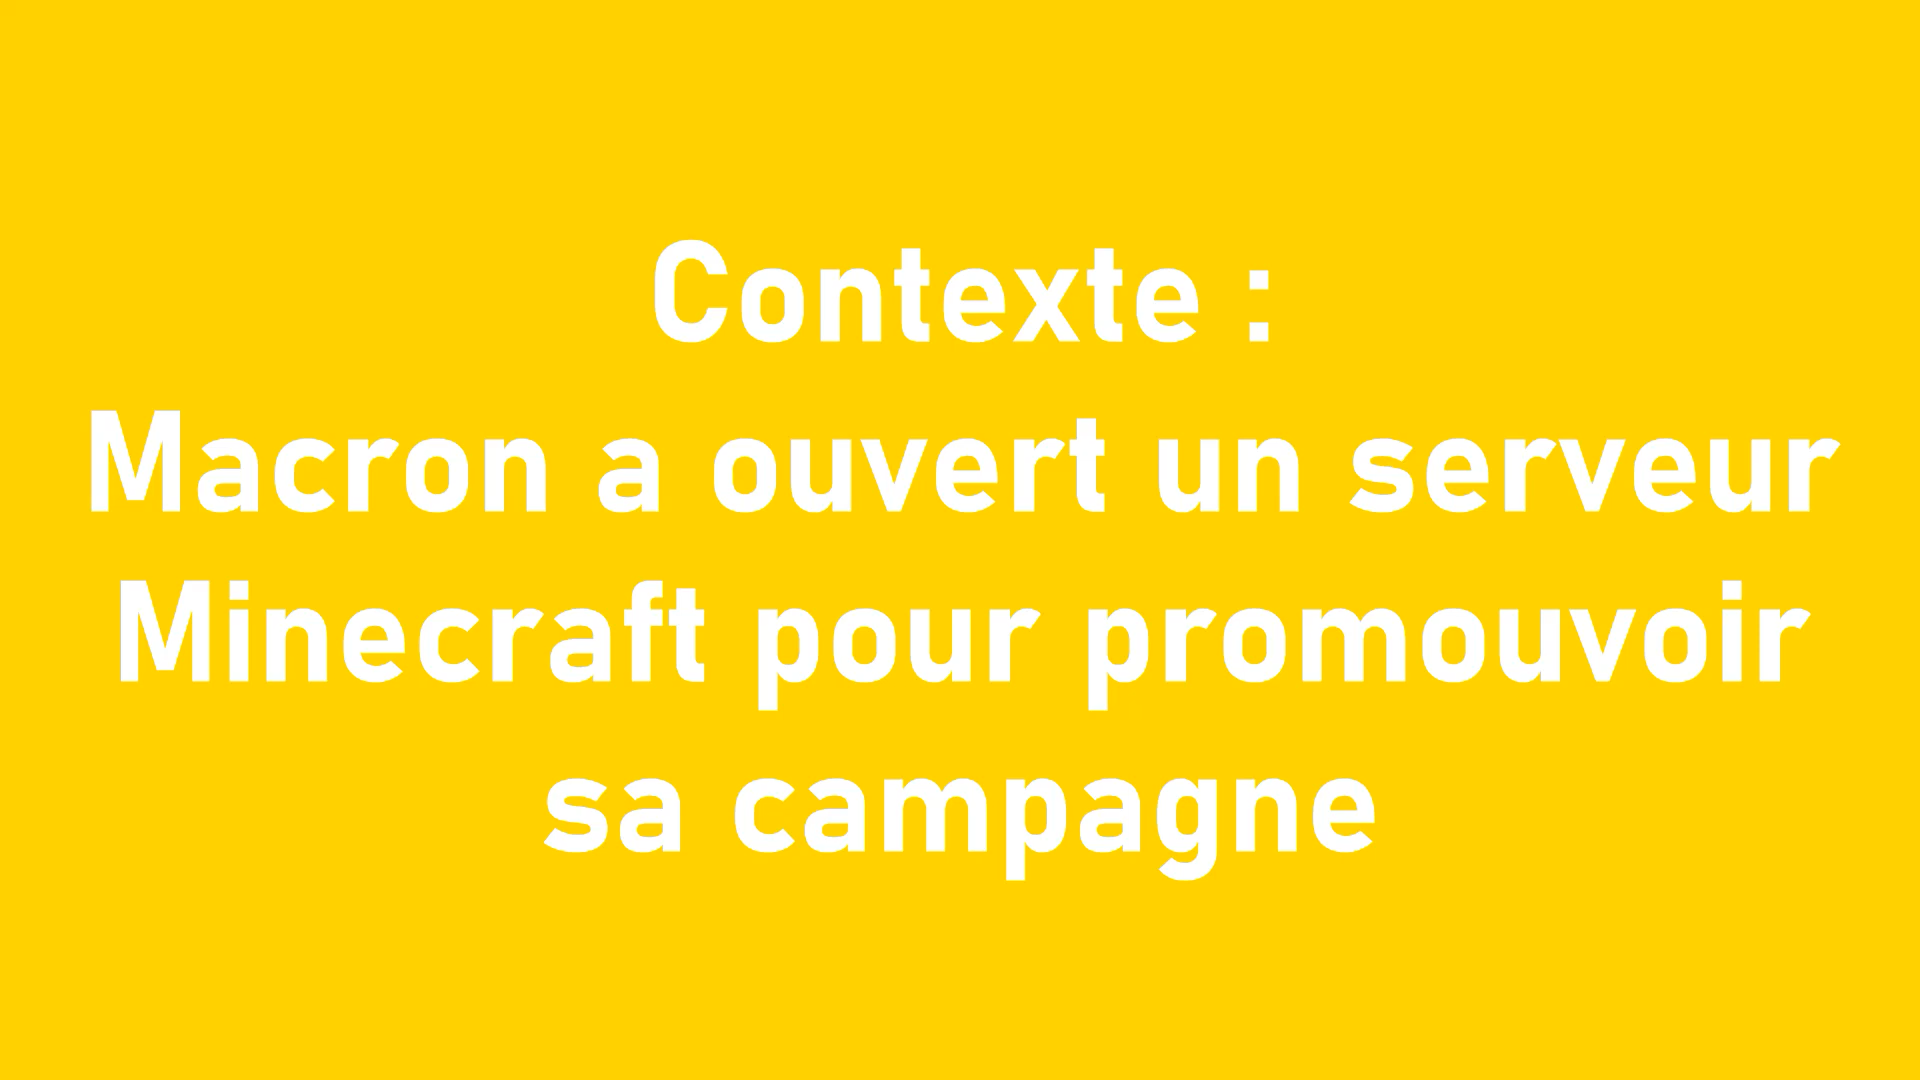 Contexte :
Macron a ouvert un serveur
Minecraft pour promouvoir
sa campagne